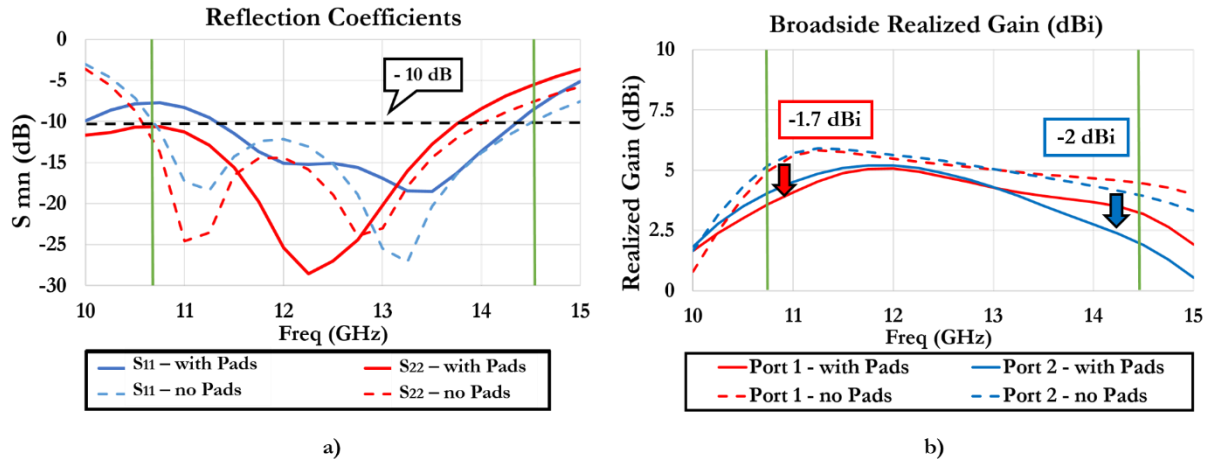 Reflection Coefficients
0
-5
-10
-15
-20
-25
-30
S mn (dB)
- 10 dB
10 11 12 13 14 15
Freq (GHz)
S11 – with Pads S22 – with Pads
S11 – no Pads S22 – no Pads
a)
Broadside Realized Gain (dBi)
10
7.5
5
2.5
0
Realized Gain (dBi)
-1.7 dBi
-2 dBi
10 11 12 13 14 15
Freq (GHz)
Port 1 - with Pads Port 2 - with Pads
Port 1 - no Pads Port 2 - no Pads
b)